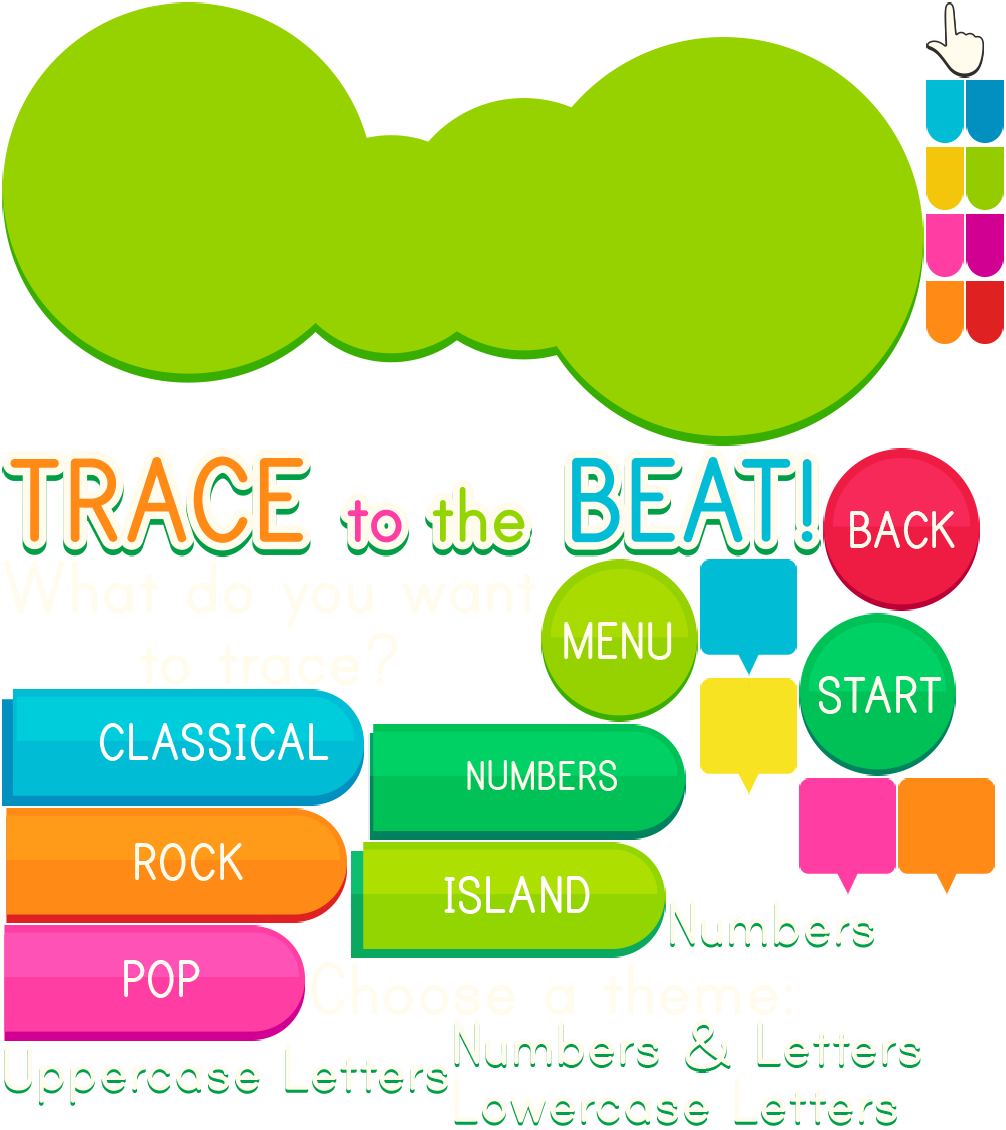 TRACE to the BEAT!
BACK
What do you want
to trace?
MENU
START
CLASSICAL
NUMBERS
ROCK
ISLAND
Numbers
POP
Choose a theme:
Numbers & Letters
Uppercase Letters
Lowercase Letters